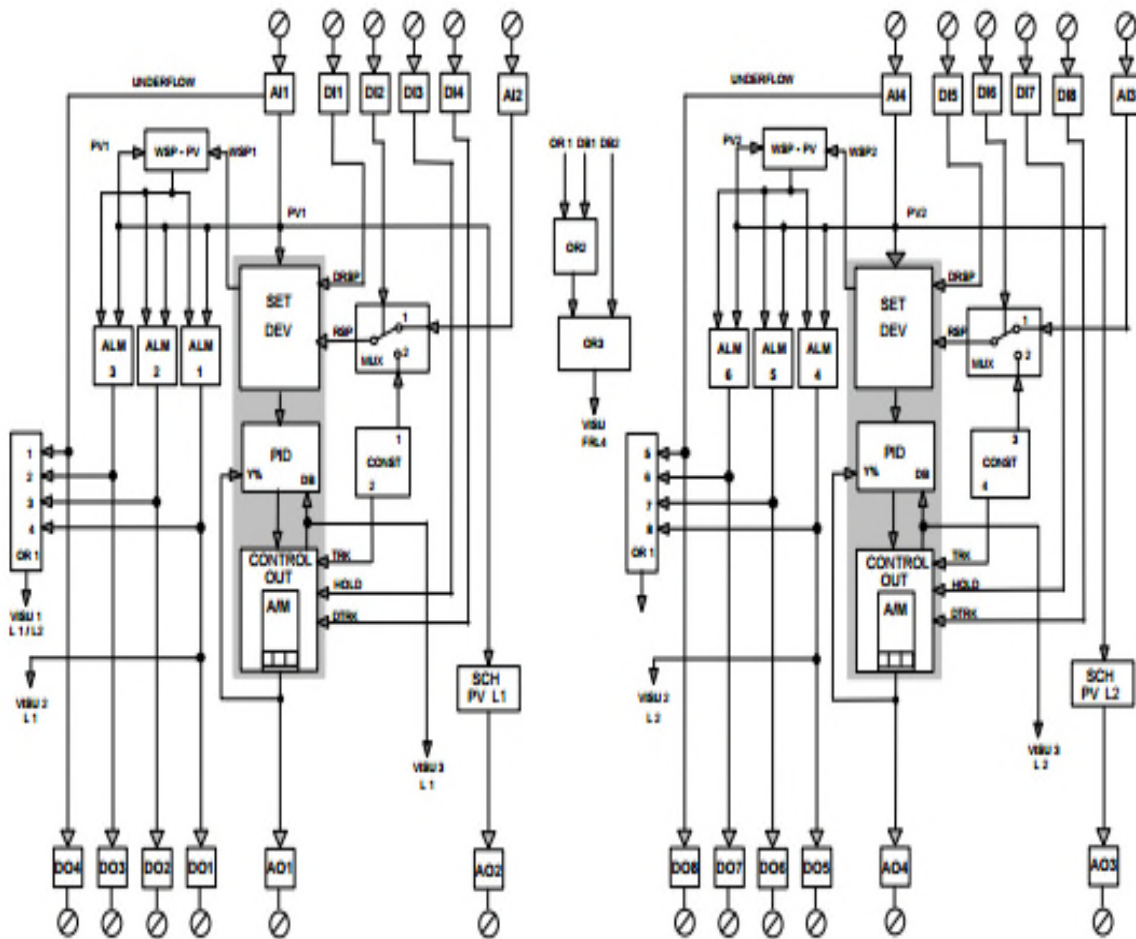 AI1
DI1
DI2
DI3
DI4
AI2
UNDERFLOW
PV1
WSP - PV
WSP1
PV1
SET
DEV
DRSP
RSP
1
2
MUX
ALM
3
ALM
2
ALM
1
PID
Y%
DB
1
CONST
2
1
2
3
4
OR 1
CONTROL
OUT
A/M
TRK
HOLD
DTRK
VISU 1
L 1 / L2
VISU 2
L 1
SCH
PV L1
VISU 3
L 1
DO4
DO3
DO2
DO1
AO1
AO2
OR 1 DB1 DB2
OR2
OR3
VISU
FRL4
AI4
DI5
DI6
DI7
DI8
AI3
UNDERFLOW
PV2
WSP - PV
WSP2
PV2
SET
DEV
DRSP
RSP
1
2
MUX
ALM
6
ALM
5
ALM
4
PID
Y%
DB
3
CONST
4
5
6
7
8
OR 1
CONTROL
OUT
A/M
TRK
HOLD
DTRK
VISU 2
L 2
SCH
PV L2
VISU 3
L 2
DO8
DO7
DO6
DO5
AO4
AO3